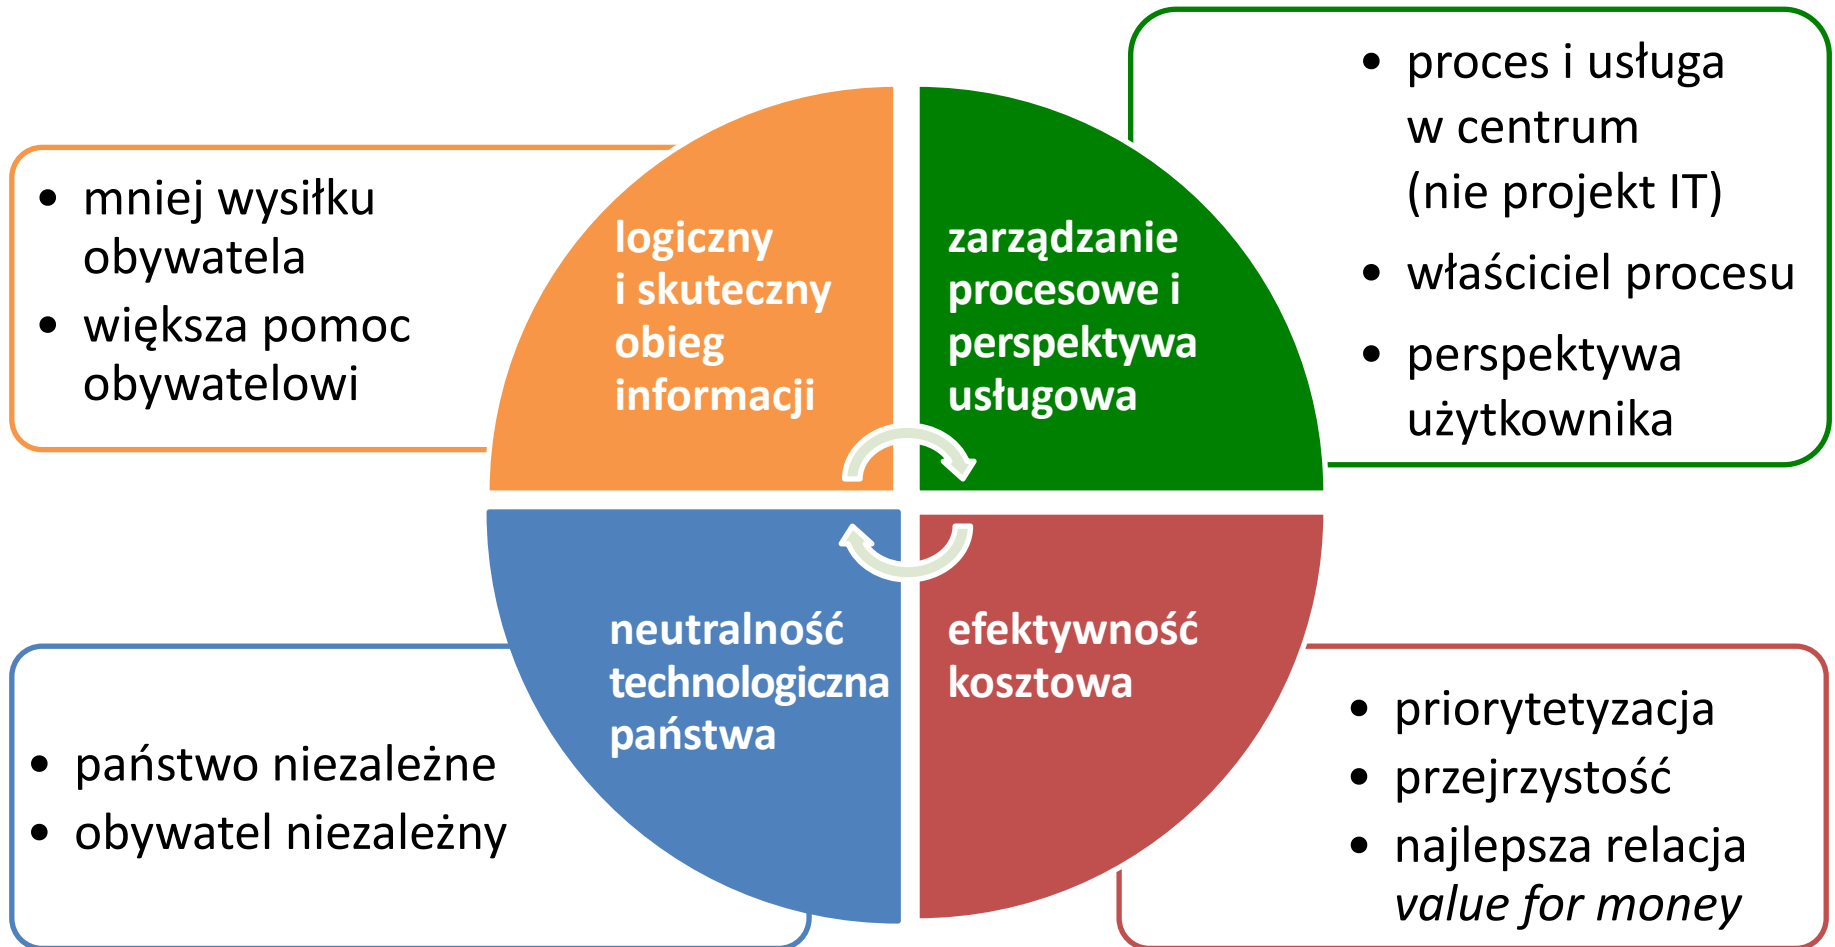 • mniej wysiłku
obywatela
• większa pomoc
obywatelowi
logiczny
i skuteczny
obieg
informacji
zarządzanie
procesowe i
perspektywa
usługowa
• proces i usługa
w centrum
(nie projekt IT)
• właściciel procesu
• perspektywa
użytkownika
• państwo niezależne
• obywatel niezależny
neutralność
technologiczna
państwa
efektywność
kosztowa
• priorytetyzacja
• przejrzystość
• najlepsza relacja
value for money